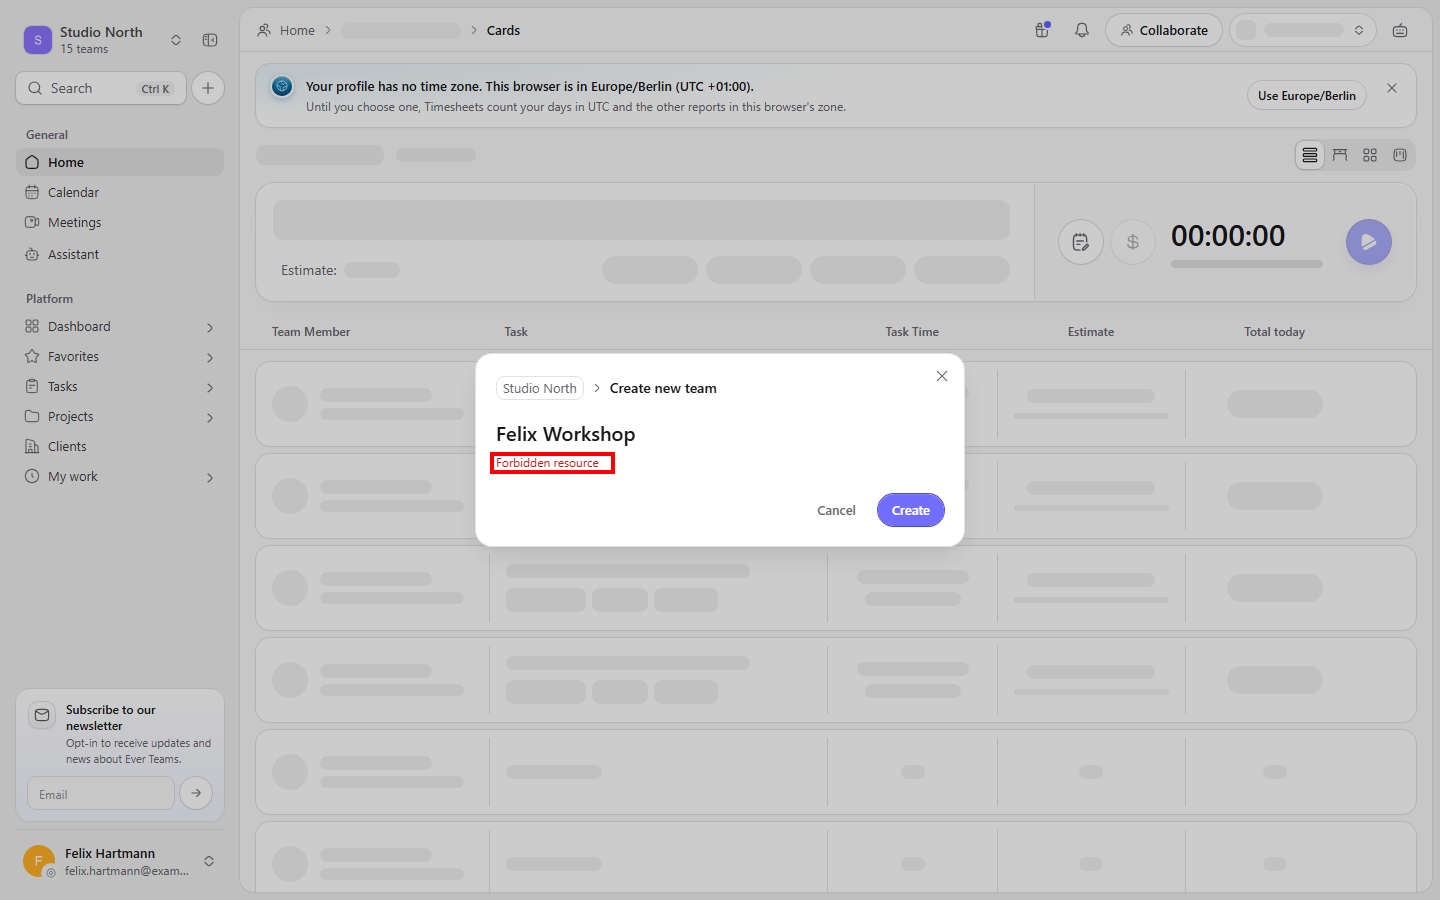 S
Studio North
15 teams
Search
Ctrl K
General
Home
Calendar
Meetings
Assistant
Platform
Dashboard
Favorites
Tasks
Projects
Clients
My work
Subscribe to our
newsletter
Opt-in to receive updates and
news about Ever Teams.
Email
F
Felix Hartmann
felix.hartmann@exam...
Home
Cards
Collaborate
Your profile has no time zone. This browser is in Europe/Berlin (UTC +01:00).
Until you choose one, Timesheets count your days in UTC and the other reports in this browser's zone.
Use Europe/Berlin
Estimate:
$
00:00:00
Team Member
Task
Task Time
Estimate
Total today
Studio North
Create new team
Felix Workshop
Forbidden resource
Cancel
Create